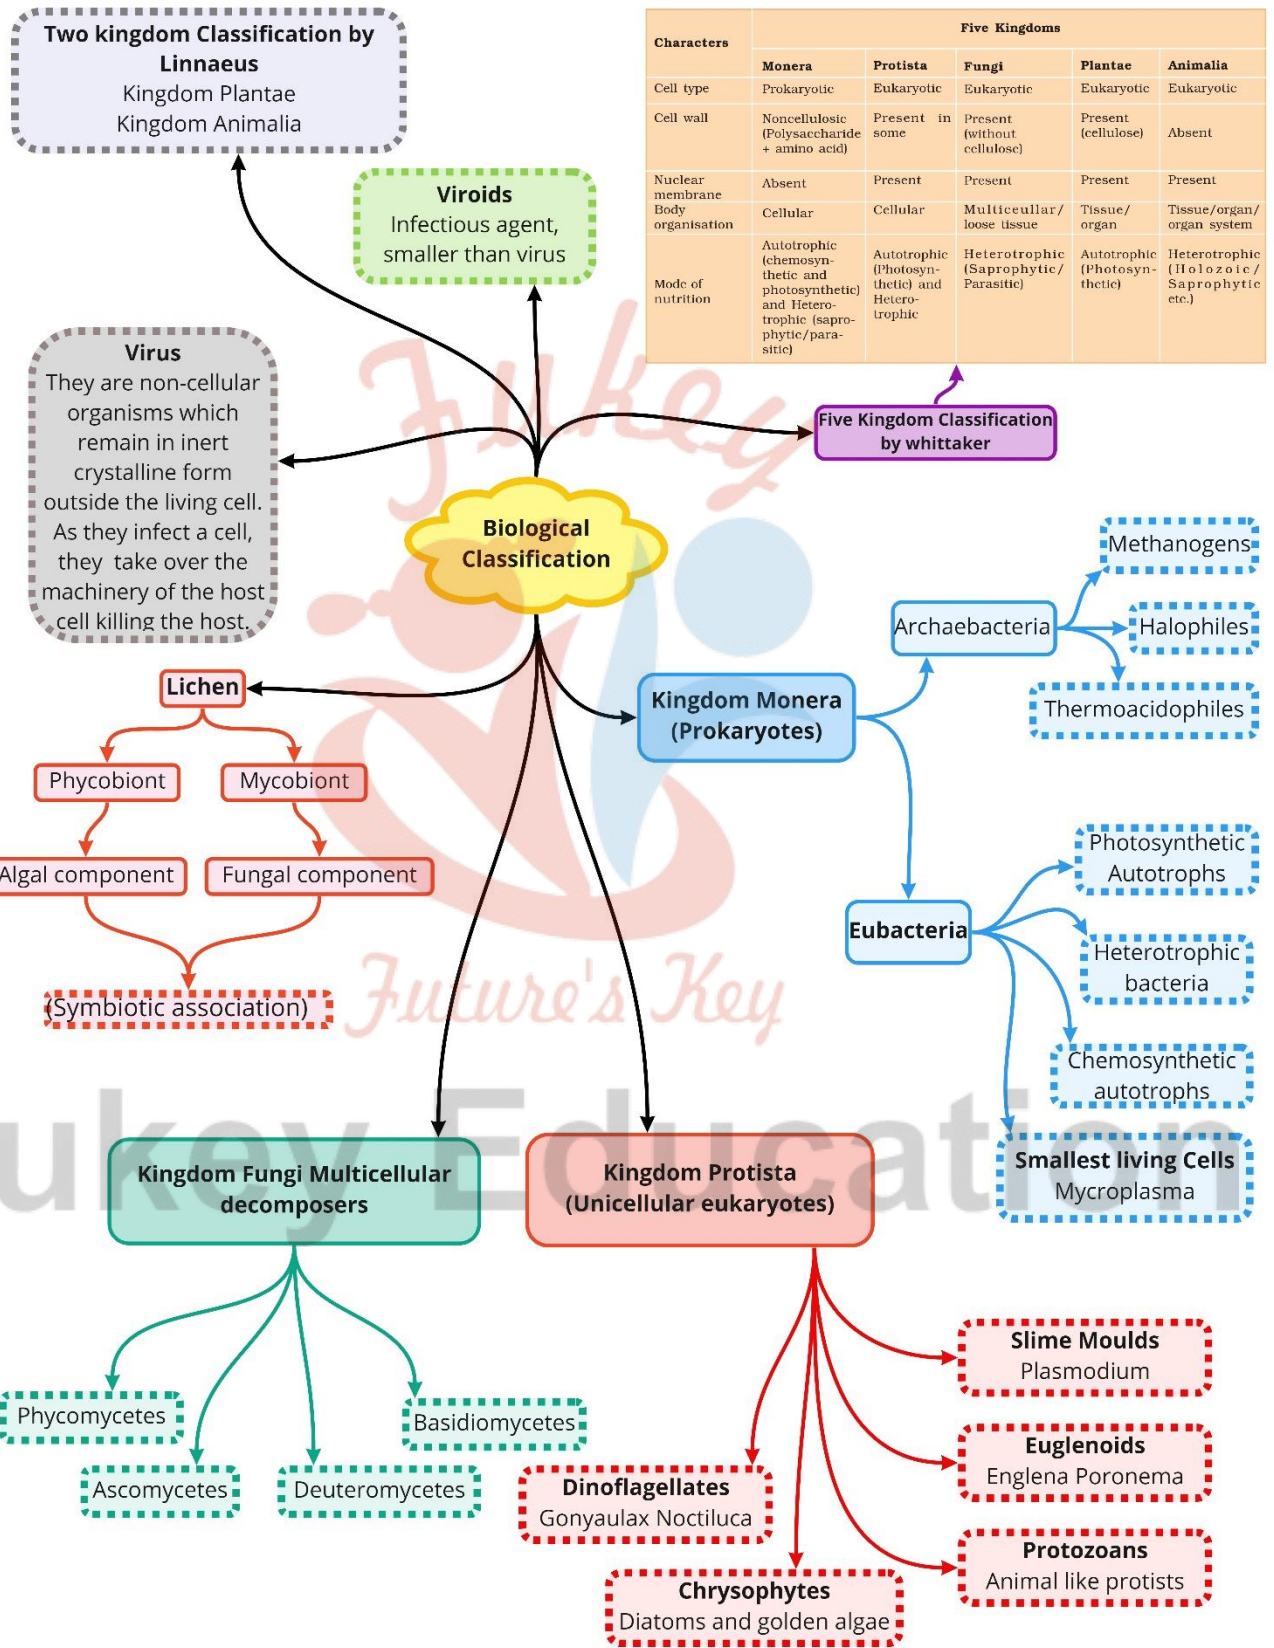 Two kingdom Classification by
Linnaeus
Kingdom Plantae
Kingdom Animalia
Viroids
Infectious agent,
smaller than virus
Characters
Five Kingdoms
Monera Protista Fungi Plantae Animalia
Cell type
Prokaryotic
Eukaryotic
Eukaryotic
Eukaryotic
Eukaryotic
Cell wall
Noncellulosic
(Polysaccharide
+ amino acid)
Present in
some
Present
(without
cellulose)
Present
(cellulose)
Absent
Nuclear
membrane
Absent
Present
Present
Present
Present
Body
organisation
Cellular
Cellular
Multiceullar/
loose tissue
Tissue/
organ
Tissue/organ/
organ system
Mode of
nutrition
Autotrophic
(chemosyn-
thetic and
photosynthetic)
and Hetero-
trophic (sapro-
phytic/para-
sitic)
Autotrophic
(Photosyn-
thetic) and
Hetero-
trophic
Heterotrophic
(Saprophytic/
Parasitic)
Autotrophic
(Photosyn-
thetic)
Heterotrophic
(Holozoic/
Saprophytic
etc.)
Virus
They are non-cellular
organisms which
remain in inert
crystalline form
outside the living cell.
As they infect a cell,
they take over the
machinery of the host
cell killing the host.
Five Kingdom Classification
by whittaker
Biological
Classification
Fukey
Future's Key
ukey Education
Methanogens
Archaebacteria
Halophiles
Thermoacidophiles
Kingdom Monera
(Prokaryotes)
Lichen
Phycobiont
Mycobiont
Algal component
Fungal component
(Symbiotic association)
Eubacteria
Photosynthetic
Autotrophs
Heterotrophic
bacteria
Chemosynthetic
autotrophs
Smallest living Cells
Mycroplasma
Kingdom Fungi Multicellular
decomposers
Phycomycetes
Ascomycetes
Deuteromycetes
Basidiomycetes
Kingdom Protista
(Unicellular eukaryotes)
Slime Moulds
Plasmodium
Euglenoids
Englena Poronema
Protozoans
Animal like protists
Dinoflagellates
Gonyaulax Noctiluca
Chrysophytes
Diatoms and golden algae